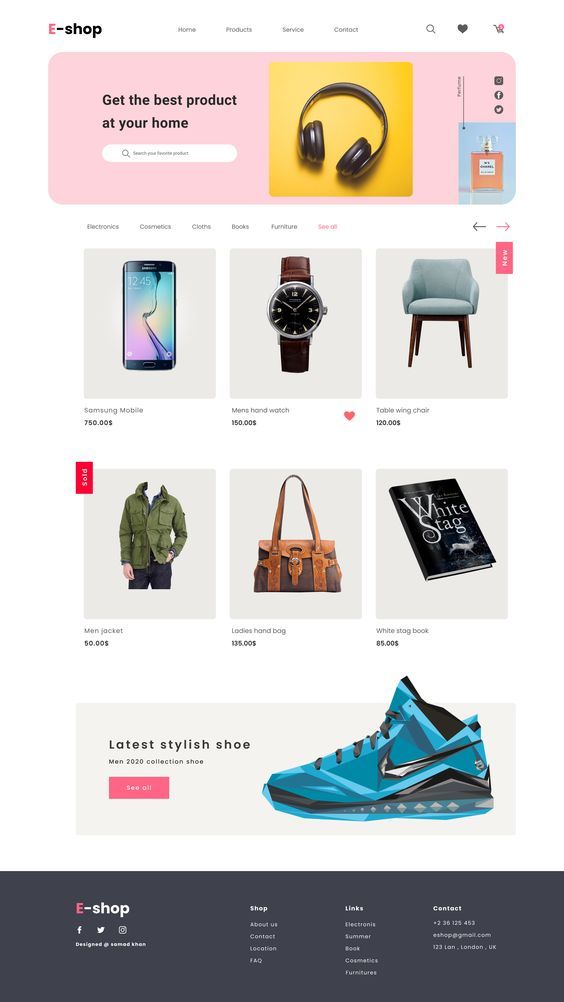 E-shop
Home Products Service Contact
Get the best product
at your home
Search your favorite product
Perfume
N°5
CHANEL
Electronics Cosmetics Cloths Books Furniture See all
New
SAMSUNG
Samsung Mobile
750.00$
Mens hand watch
150.00$
Table wing chair
120.00$
Sold
White
Stag
Men jacket
50.00$
Ladies hand bag
135.00$
White stag book
85.00$
Latest stylish shoe
Men 2020 collection shoe
See all
E-shop
Designed @ samad khan
Shop
About us
Contact
Location
FAQ
Links
Electronis
Summer
Book
Cosmetics
Furnitures
Contact
+2 36 125 453
eshop@gmail.com
123 Lan , London , UK